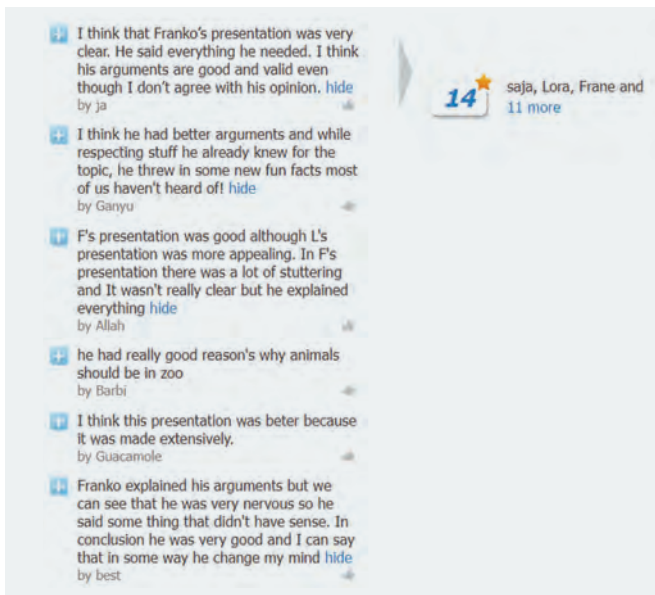 I think that Franko's presentation was very
clear. He said everything he needed. I think
his arguments are good and valid even
though I don't agree with his opinion. hide
by ja
I think he had better arguments and while
respecting stuff he already knew for the
topic, he threw in some new fun facts most
of us haven't heard of! hide
by Ganyu
F's presentation was good although L's
presentation was more appealing. In F's
presentation there was a lot of stuttering
and It wasn't really clear but he explained
everything hide
by Allah
he had really good reason's why animals
should be in zoo
by Barbi
I think this presentation was beter because
it was made extensively.
by Guacamole
Franko explained his arguments but we
can see that he was very nervous so he
said some thing that didn't have sense. In
conclusion he was very good and I can say
that in some way he change my mind hide
by best
14
saja, Lora, Frane and
11 more